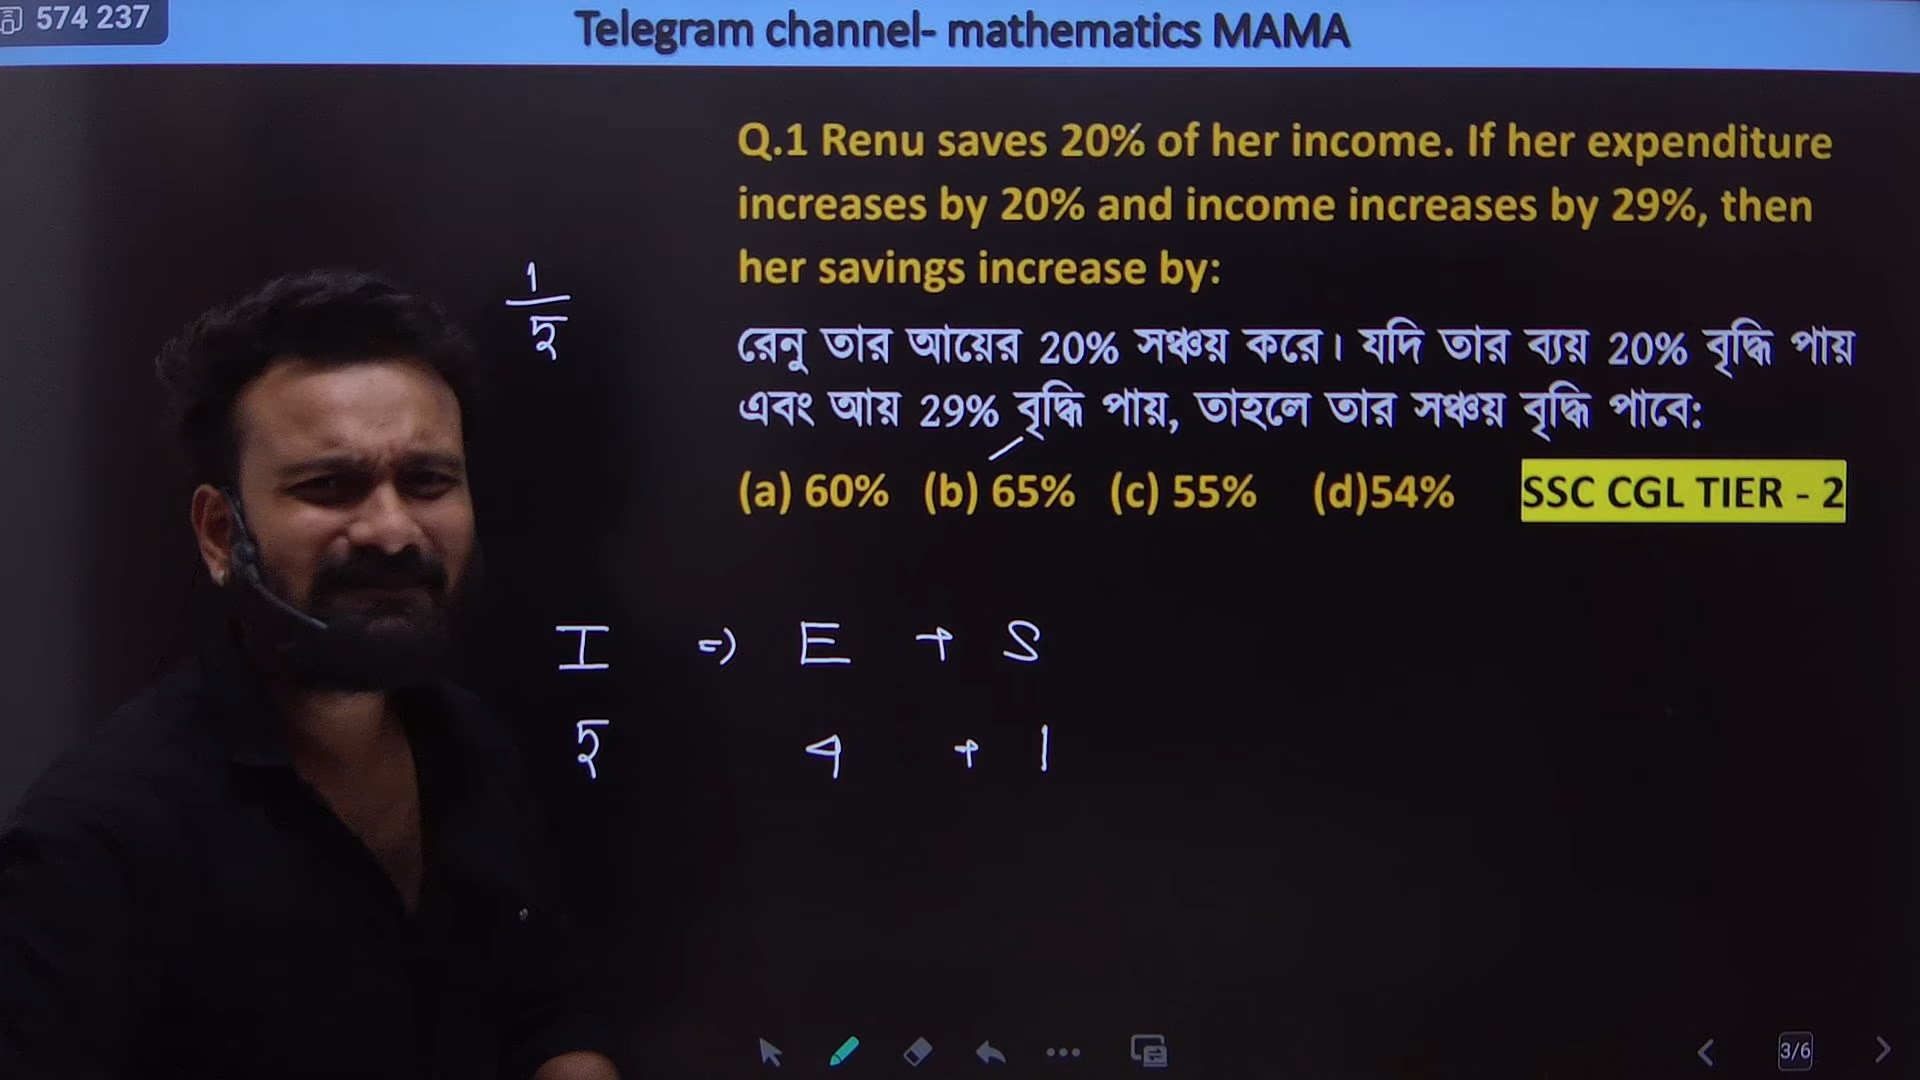 574 237
Telegram channel- mathematics MAMA
Q.1 Renu saves 20% of her income. If her expenditure
increases by 20% and income increases by 29%, then
her savings increase by:
রেনু তার আয়ের 20% সঞ্চয় করে। যদি তার ব্যয় 20% বৃদ্ধি পায়
এবং আয় 29% বৃদ্ধি পায়, তাহলে তার সঞ্চয় বৃদ্ধি পাবে:
(a) 60% (b) 65% (c) 55% (d)54% SSC CGL TIER - 2
1
5
I ⇒ E + S
5 4 + 1
3/6